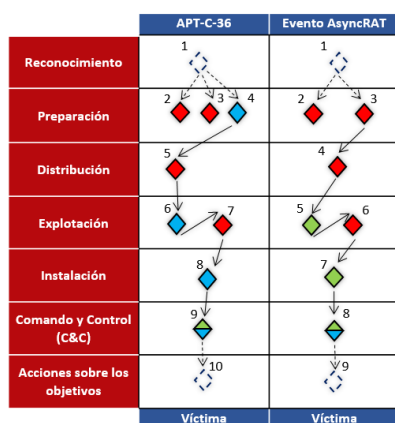 APT-C-36 Evento AsyncRAT
Reconocimiento 1 1
Preparación 2 3 4 2 3
Distribución 5 4
Explotación 6 7 5 6
Instalación 8 7
Comando y Control
(C&C) 9 8
Acciones sobre los
objetivos 10 9
Víctima Víctima